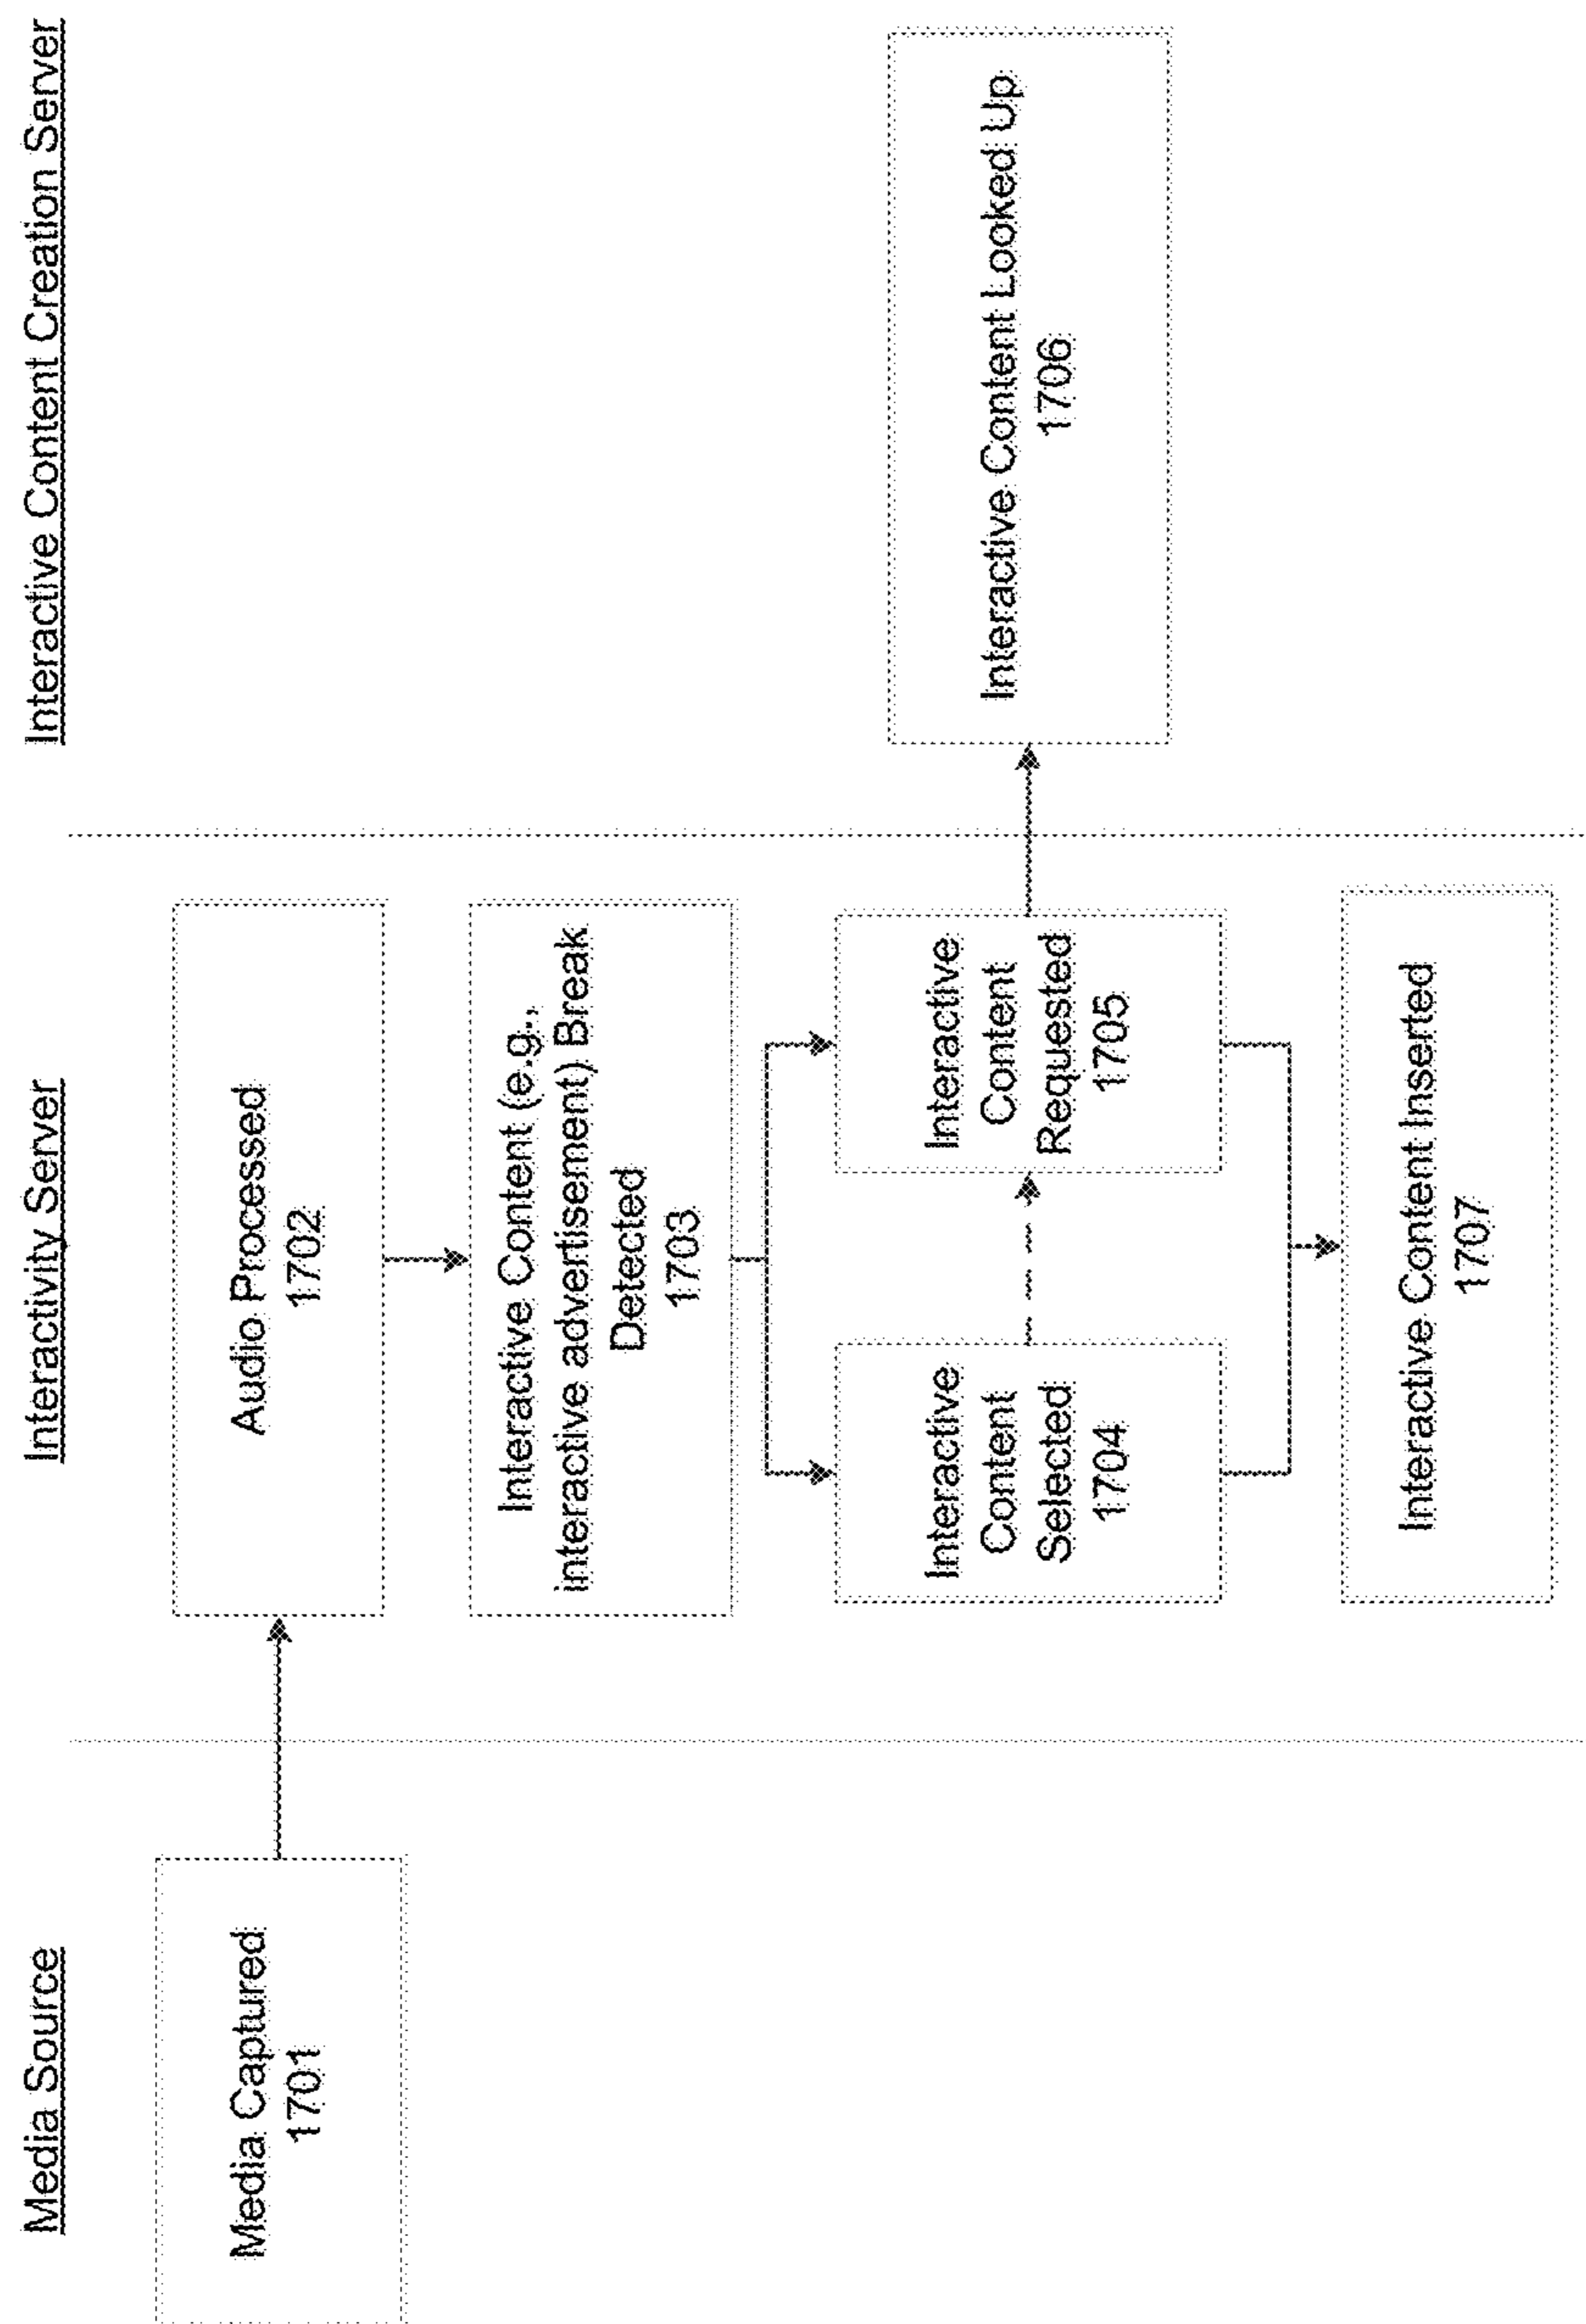 Media Source
Interactivity Server
Interactive Content Creation Server
Media Captured
1701
Audio Processed
1702
Interactive Content (e.g.,
interactive advertisement) Break
Detected
1703
Interactive
Content
Selected
1704
Interactive
Content
Requested
1705
Interactive Content Looked Up
1706
Interactive Content Inserted
1707